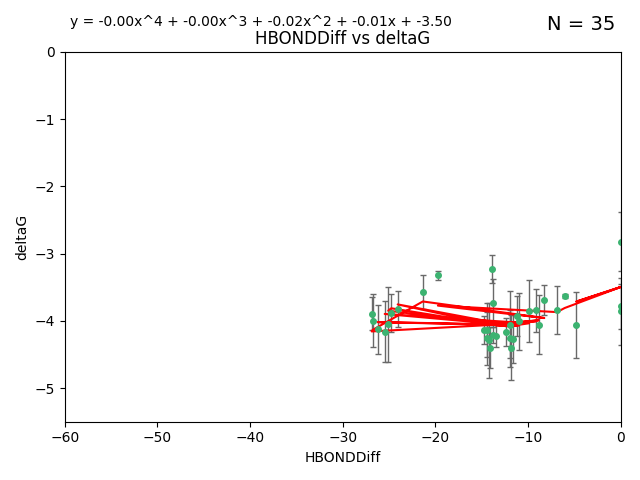 y = -0.00x^4 + -0.00x^3 + -0.02x^2 + -0.01x + -3.50
N = 35
HBONDDiff vs deltaG
0
−1
−2
−3
−4
−5
deltaG
−60
−50
−40
−30
−20
−10
0
HBONDDiff